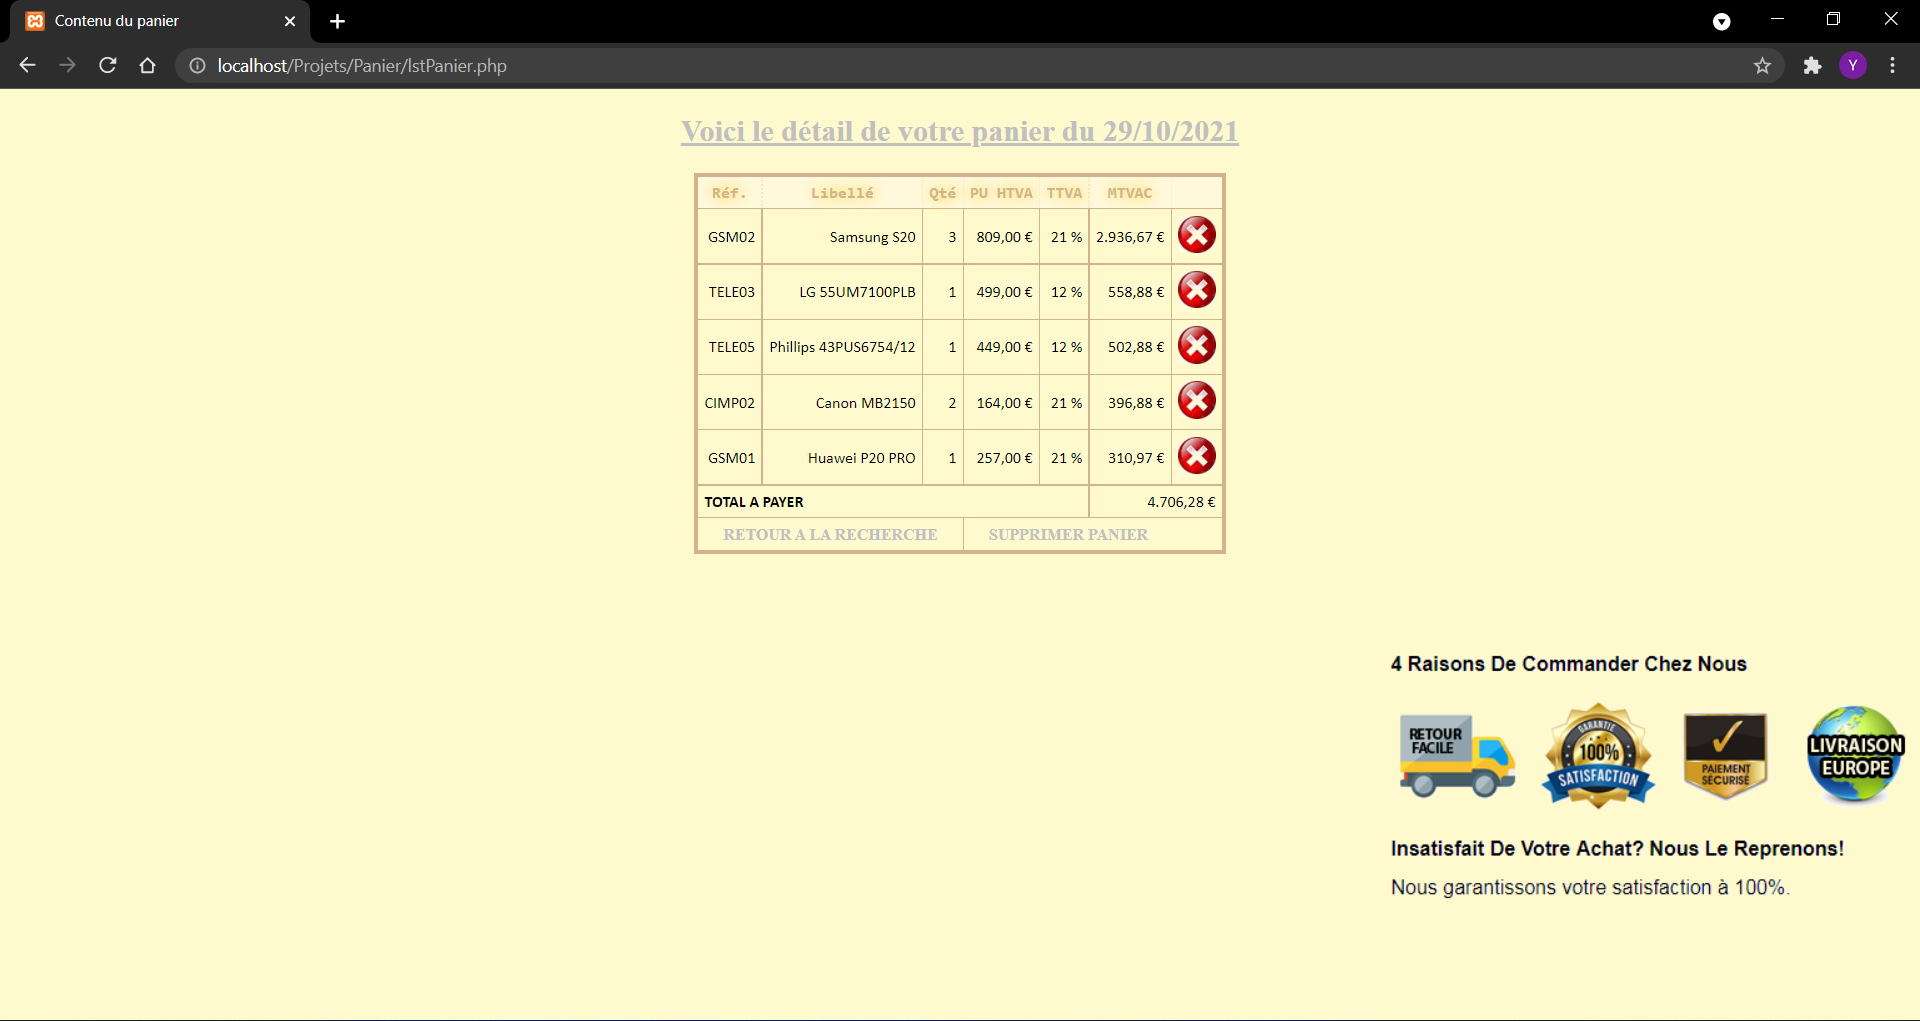 Contenu du panier
localhost/Projets/Panier/lstPanier.php
Y
Voici le détail de votre panier du 29/10/2021
Réf. Libellé Qté PU HTVA TTVA MTVAC
GSM02 Samsung S20 3 809,00 € 21 % 2.936,67 €
TELE03 LG 55UM7100PLB 1 499,00 € 12 % 558,88 €
TELE05 Phillips 43PUS6754/12 1 449,00 € 12 % 502,88 €
CIMP02 Canon MB2150 2 164,00 € 21 % 396,88 €
GSM01 Huawei P20 PRO 1 257,00 € 21 % 310,97 €
TOTAL A PAYER 4.706,28 €
RETOUR A LA RECHERCHE SUPPRIMER PANIER
4 Raisons De Commander Chez Nous
RETOUR
FACILE
GARANTIE
100%
SATISFACTION
PAIEMENT
SÉCURISÉ
LIVRAISON
EUROPE
Insatisfait De Votre Achat? Nous Le Reprenons!
Nous garantissons votre satisfaction à 100%.